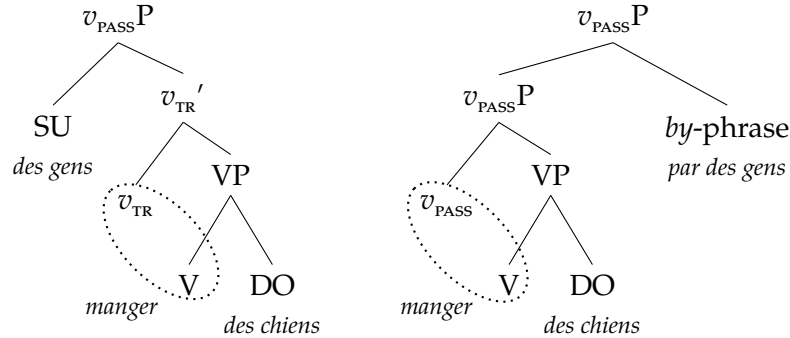 vPASSP vPASSP
SU vTR′ vPASSP by-phrase
des gens par des gens
VP VP
vTR vPASS
V DO V DO
manger manger
des chiens des chiens